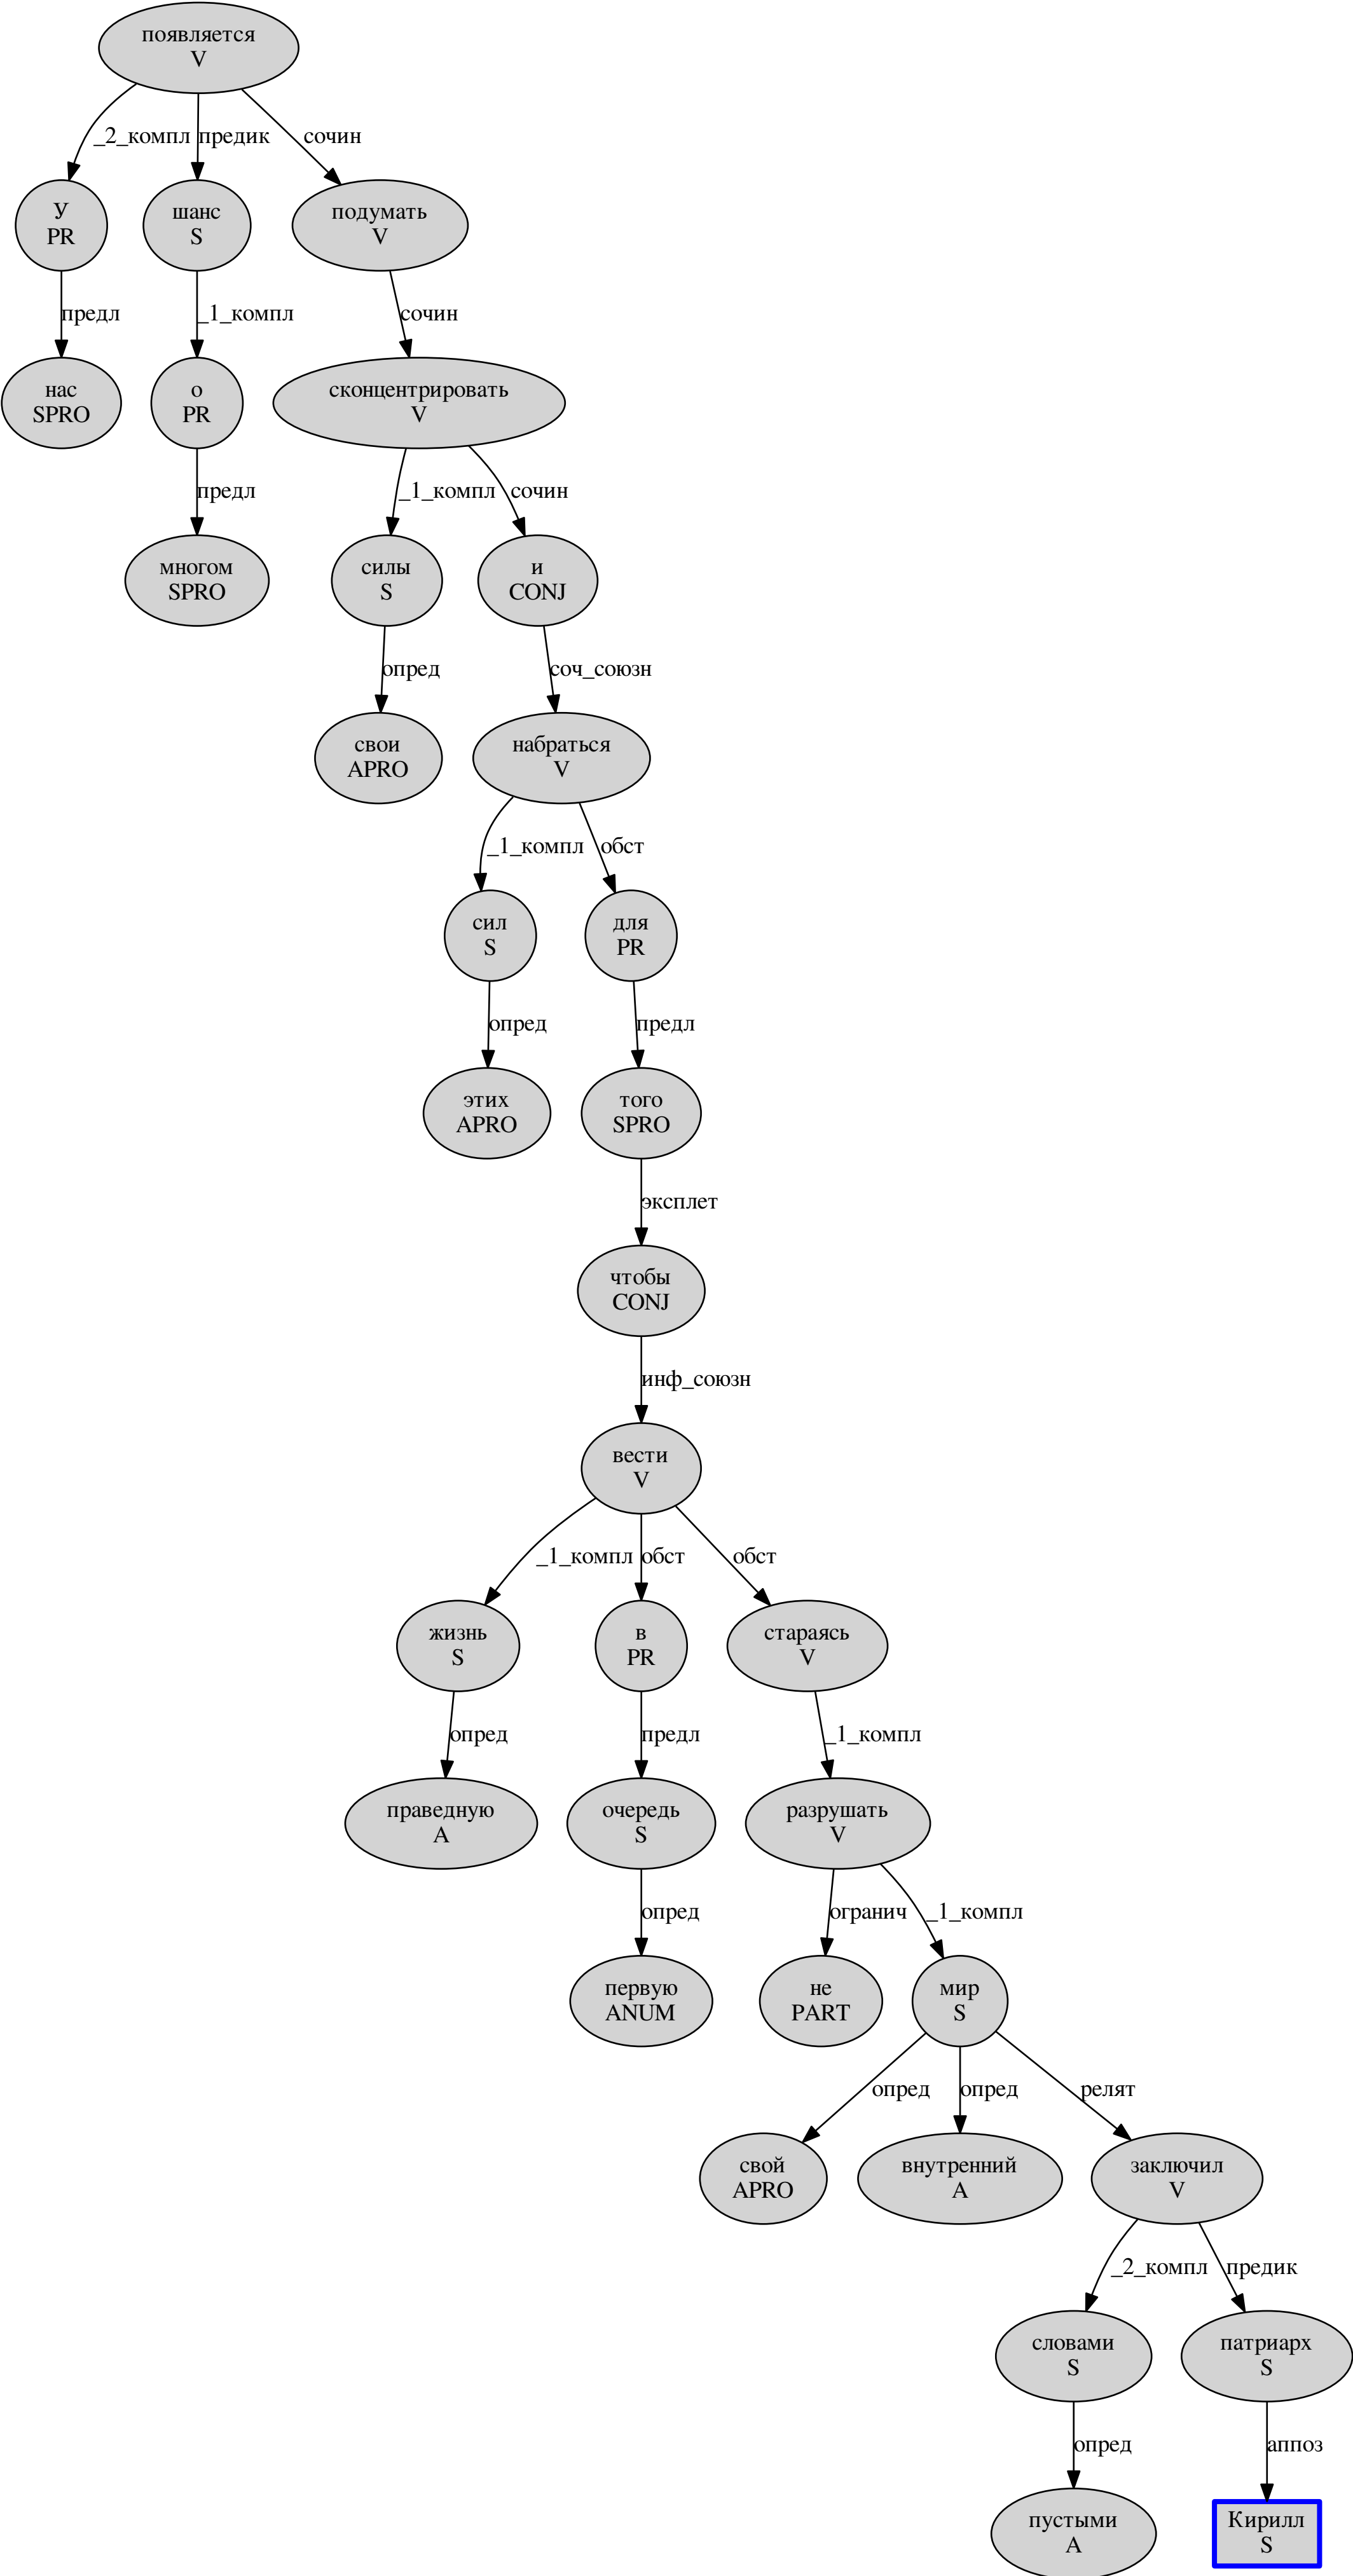 появляется
V
_2_компл
предик
сочин
У
PR
шанс
S
подумать
V
предл
_1_компл
сочин
нас
SPRO
о
PR
сконцентрировать
V
предл
_1_компл
сочин
многом
SPRO
силы
S
и
CONJ
опред
соч_союзн
свои
APRO
набраться
V
_1_компл
обст
сил
S
для
PR
опред
предл
этих
APRO
того
SPRO
эксплет
чтобы
CONJ
инф_союзн
вести
V
_1_компл
обст
обст
жизнь
S
в
PR
стараясь
V
опред
предл
_1_компл
праведную
A
очередь
S
разрушать
V
опред
огранич
_1_компл
первую
ANUM
не
PART
мир
S
опред
опред
релят
свой
APRO
внутренний
A
заключил
V
_2_компл
предик
словами
S
патриарх
S
опред
аппоз
пустыми
A
Кирилл
S